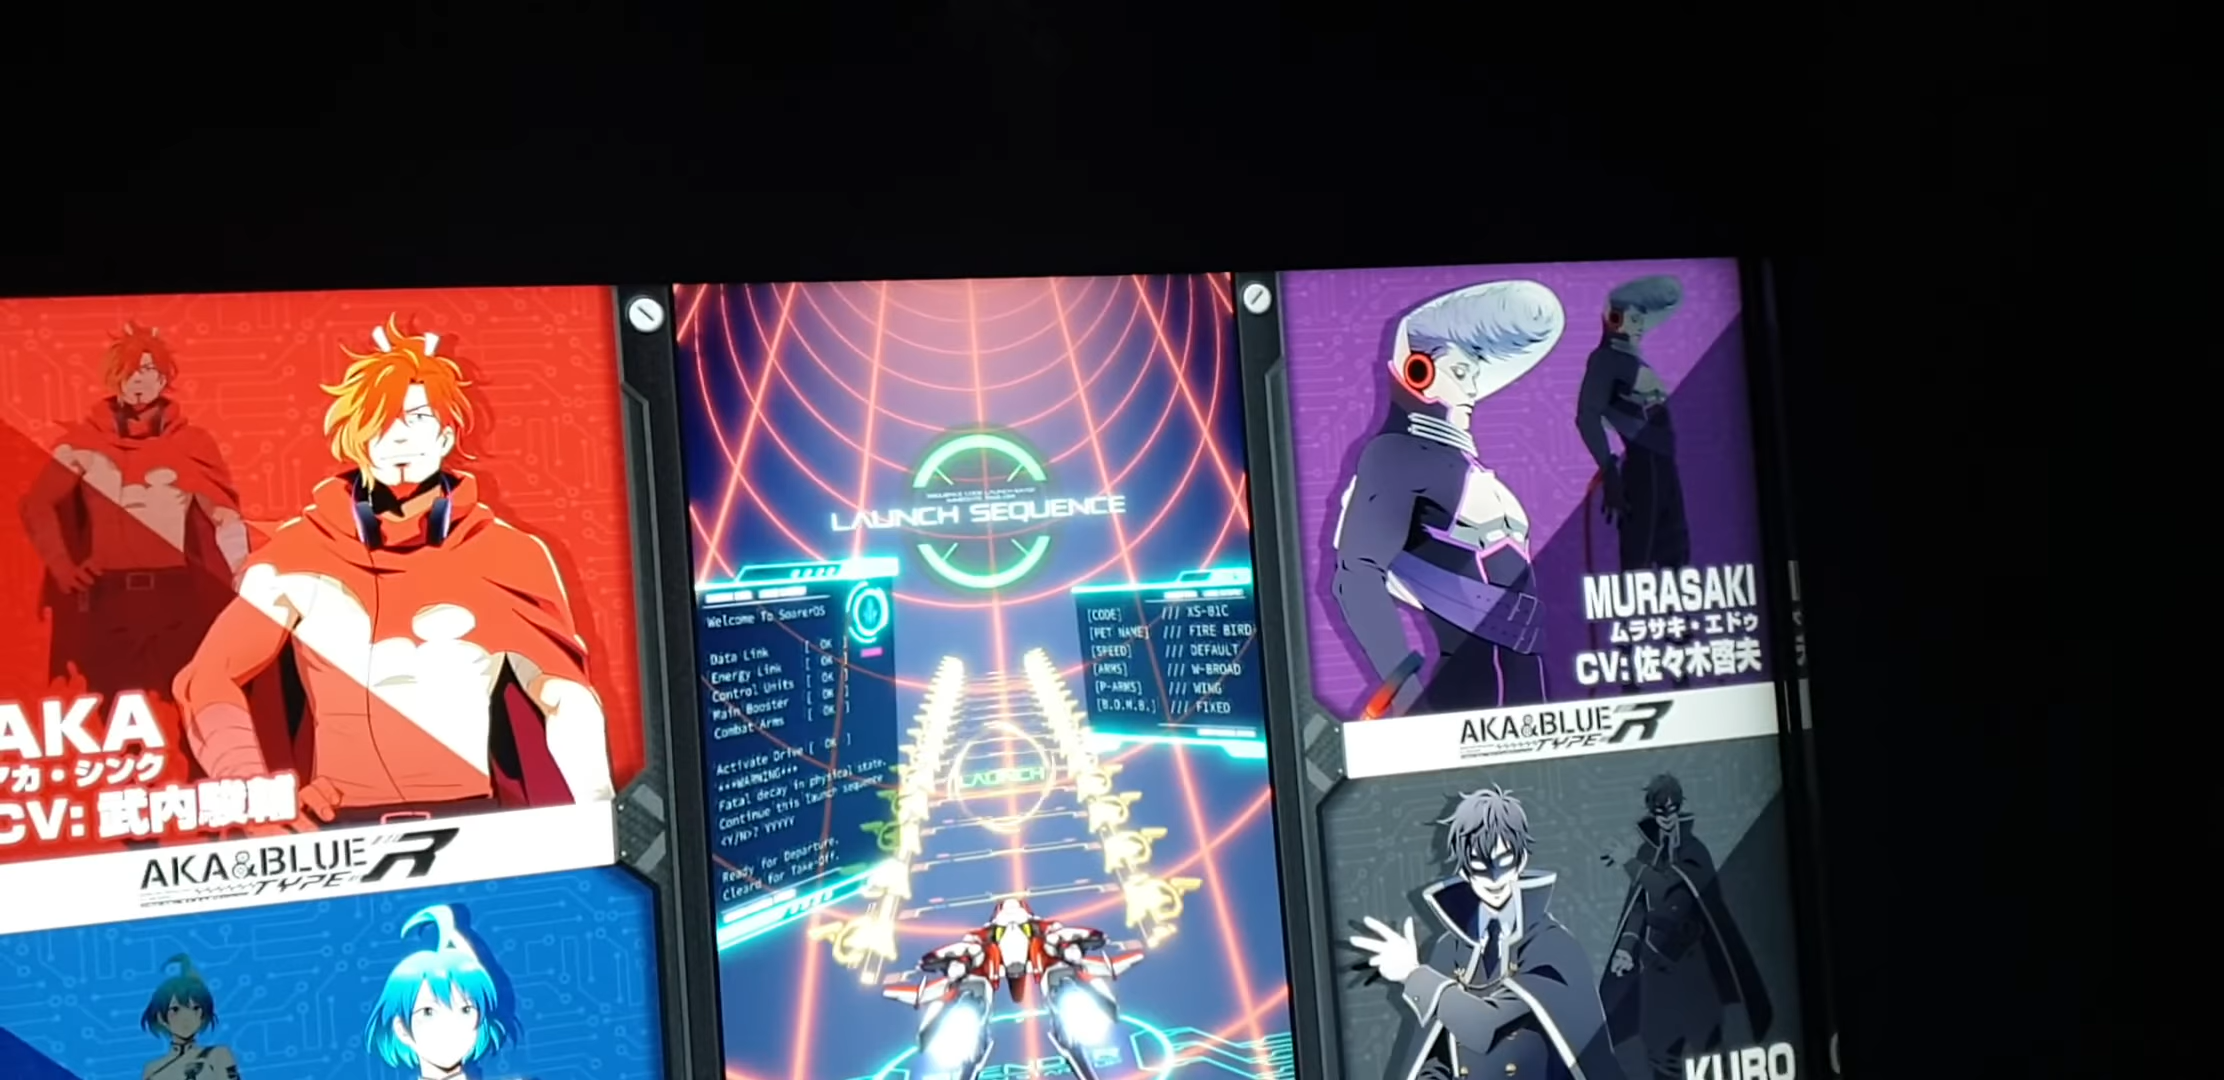 AKA
アカ・シンク
CV: 武内駿輔
AKA&BLUE
TYPE-R
LAUNCH SEQUENCE
Welcome To SoarerOS
Data Link [ OK ]
Energy Link [ OK ]
Control Units [ OK ]
Main Booster [ OK ]
Combat Arms [ OK ]
Activate Drive [ OK ]
***WARNING***
Fatal decay in physical state.
Continue this launch sequence
<Y/N>? YYYYY
Ready for Departure.
Cleard for Take-Off.
LAUNCH
[CODE] /// XS-01C
[PET NAME] /// FIRE BIRD
[SPEED] /// DEFAULT
[ARMS] /// W-BROAD
[P-ARMS] /// WING
[B.O.M.B.] /// FIXED
MURASAKI
ムラサキ・エドゥ
CV: 佐々木啓夫
AKA&BLUE
TYPE-R
KURO